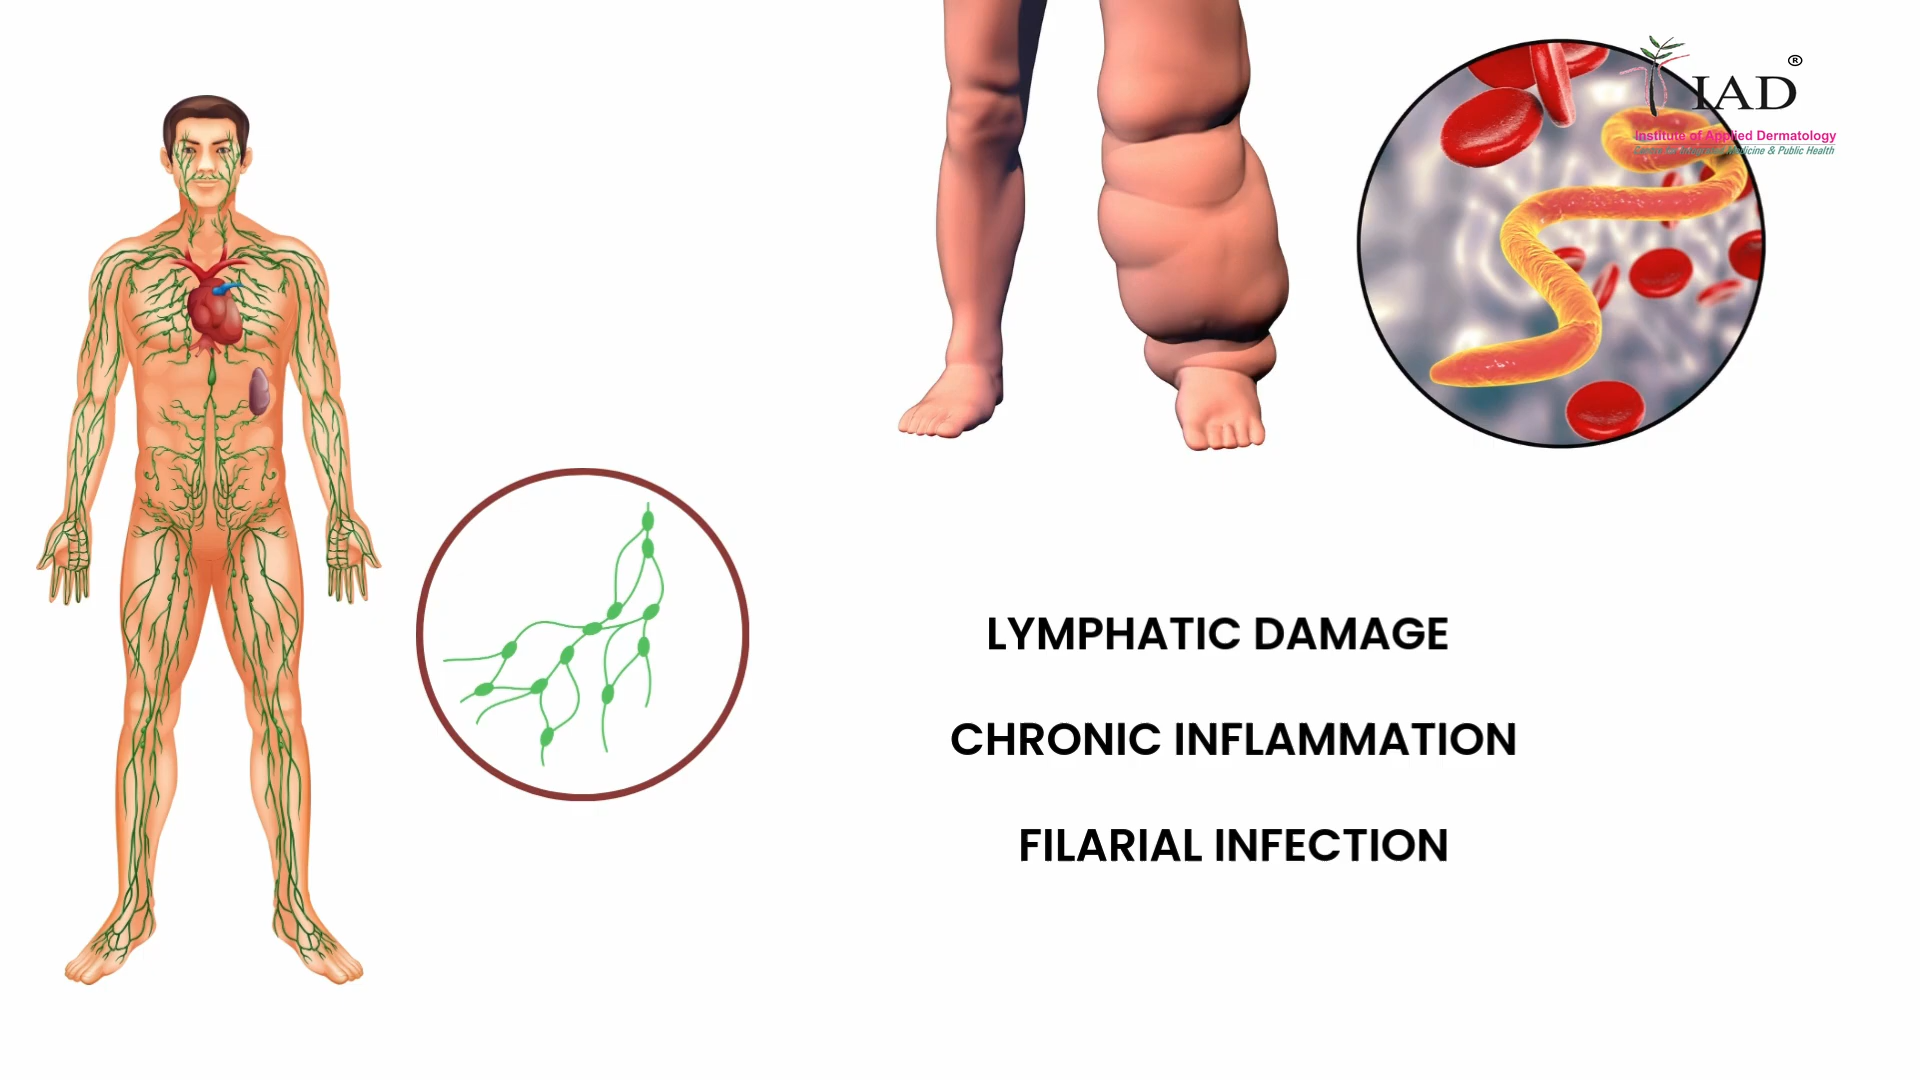 IAD®
Institute of Applied Dermatology
LYMPHATIC DAMAGE
CHRONIC INFLAMMATION
FILARIAL INFECTION